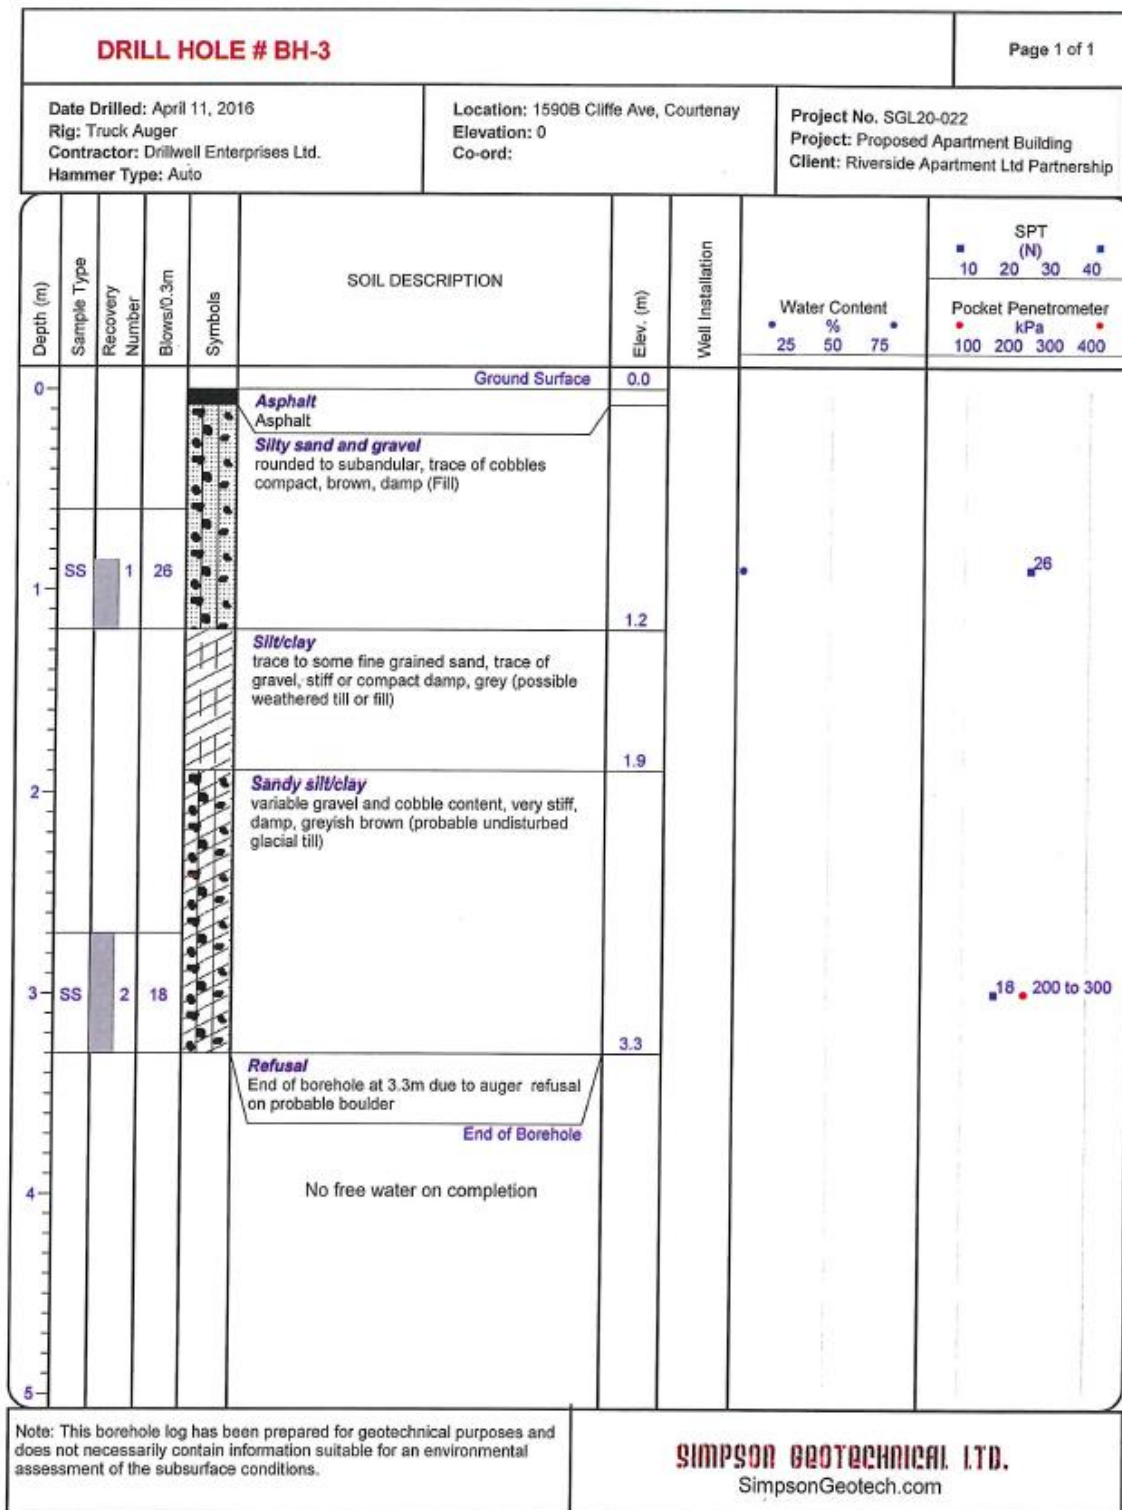 DRILL HOLE # BH-3
Page 1 of 1
Date Drilled: April 11, 2016
Rig: Truck Auger
Contractor: Drillwell Enterprises Ltd.
Hammer Type: Auto
Location: 1590B Cliffe Ave, Courtenay
Elevation: 0
Co-ord:
Project No. SGL20-022
Project: Proposed Apartment Building
Client: Riverside Apartment Ltd Partnership
Depth (m)
Sample Type
Recovery
Number
Blows/0.3m
Symbols
SOIL DESCRIPTION
Elev. (m)
Well Installation
Water Content
%
25 50 75
SPT
(N)
10 20 30 40
Pocket Penetrometer
kPa
100 200 300 400
0
Ground Surface 0.0
Asphalt
Asphalt
Silty sand and gravel
rounded to subandular, trace of cobbles
compact, brown, damp (Fill)
SS 1 26
26
1
1.2
Silt/clay
trace to some fine grained sand, trace of
gravel, stiff or compact damp, grey (possible
weathered till or fill)
1.9
2
Sandy silt/clay
variable gravel and cobble content, very stiff,
damp, greyish brown (probable undisturbed
glacial till)
3 SS 2 18
18 200 to 300
3.3
Refusal
End of borehole at 3.3m due to auger refusal
on probable boulder
End of Borehole
4
No free water on completion
5
Note: This borehole log has been prepared for geotechnical purposes and
does not necessarily contain information suitable for an environmental
assessment of the subsurface conditions.
SIMPSON GEOTECHNICAL LTD.
SimpsonGeotech.com